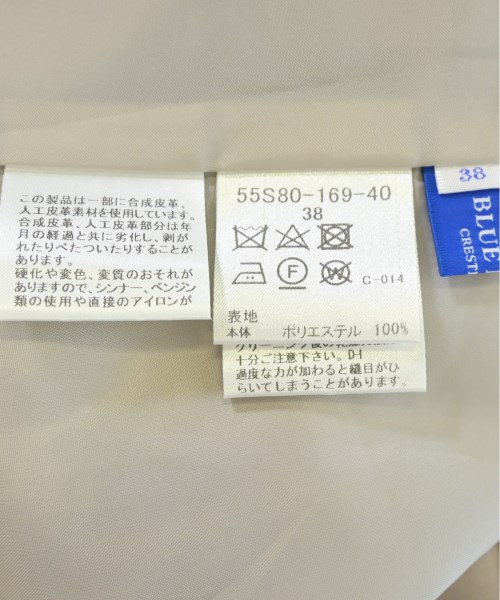 この製品は一部に合成皮革、
人工皮革素材を使用しています。
合成皮革、人工皮革部分は年
月の経過と共に劣化し、剥が
れたりべたついたりすることが
あります。
硬化や変色、変質のおそれが
ありますので、シンナー、ベンジン
類の使用や直接のアイロンが
55S80-169-40
38
F
C-014
表地
本体 ポリエステル 100%
十分ご注意下さい。D-I
過度な力が加わると縫目がひ
らいてしまうことがあります。
38
BLUE
CREST